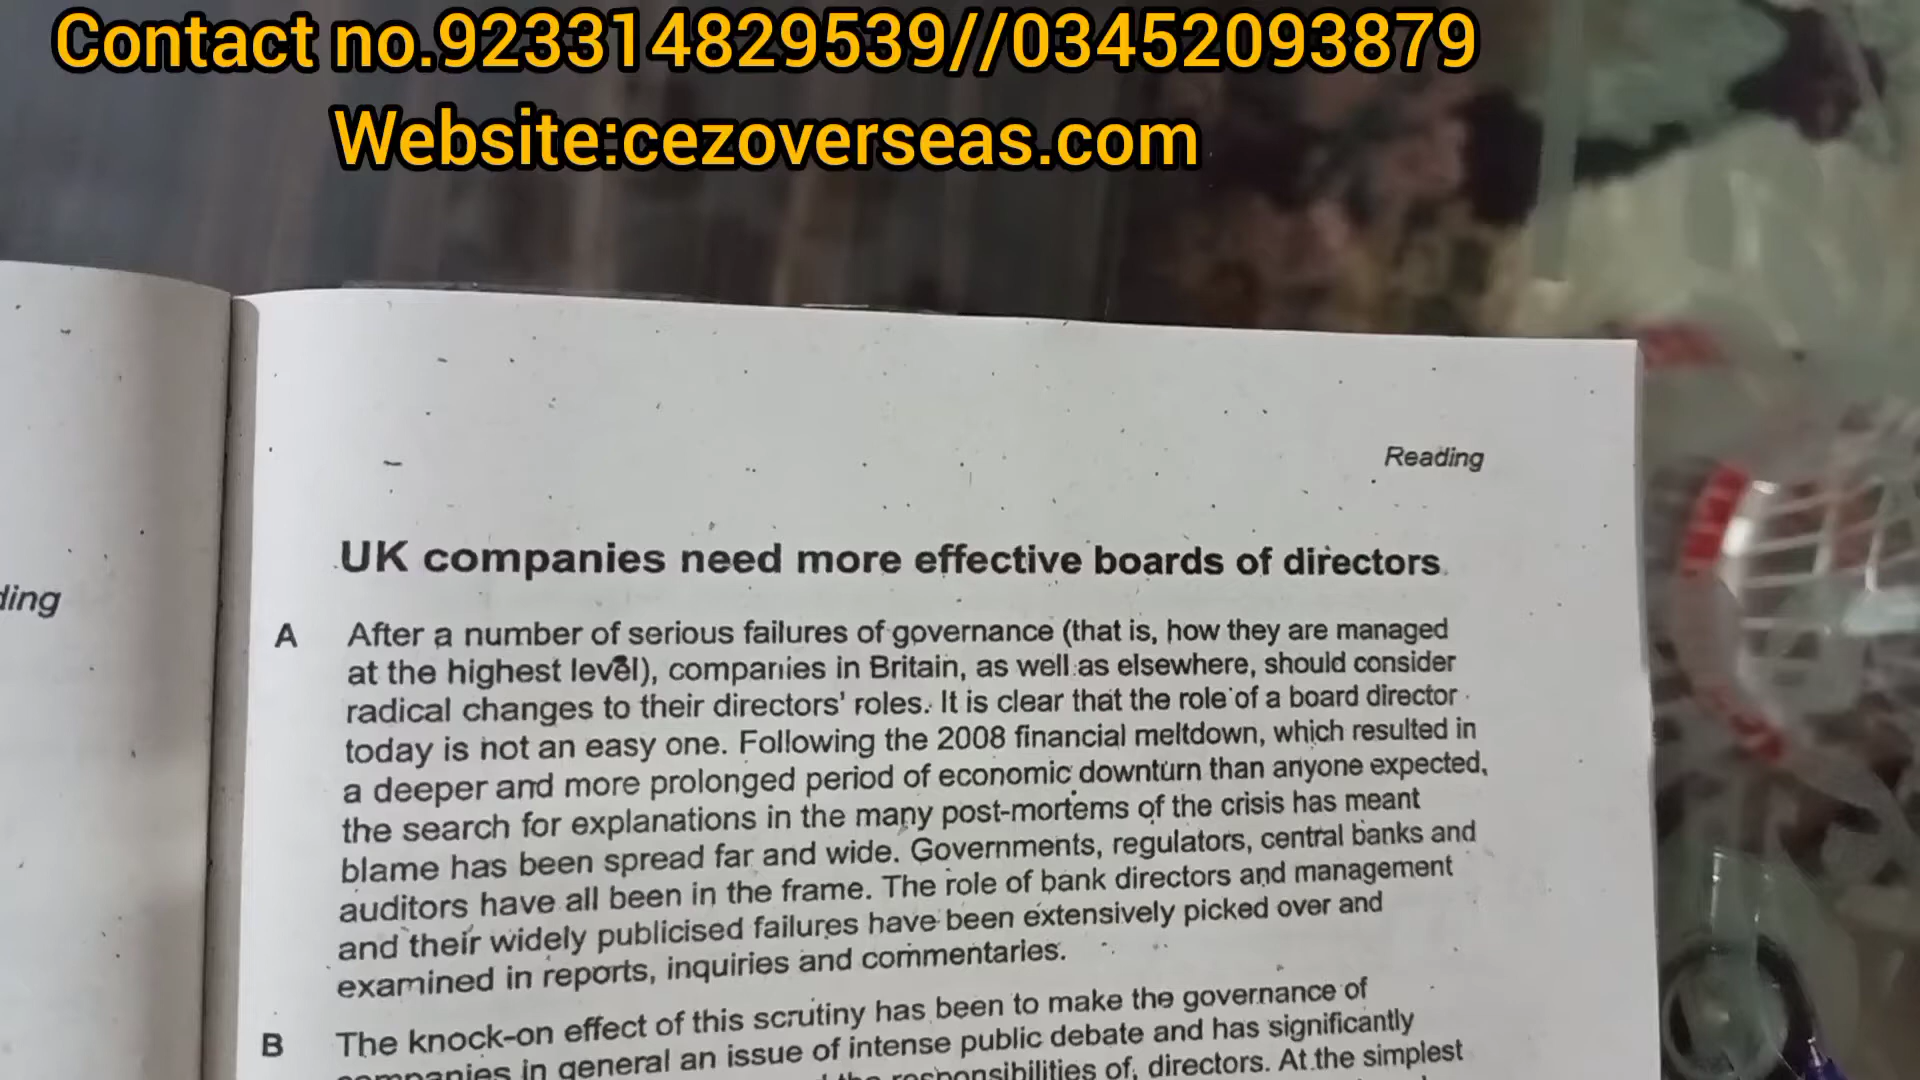 Contact no.923314829539//03452093879
Website:cezoverseas.com
Reading
ding
UK companies need more effective boards of directors
A After a number of serious failures of governance (that is, how they are managed
at the highest level), companies in Britain, as well as elsewhere, should consider
radical changes to their directors' roles. It is clear that the role of a board director
today is not an easy one. Following the 2008 financial meltdown, which resulted in
a deeper and more prolonged period of economic downturn than anyone expected,
the search for explanations in the many post-mortems of the crisis has meant
blame has been spread far and wide. Governments, regulators, central banks and
auditors have all been in the frame. The role of bank directors and management
and their widely publicised failures have been extensively picked over and
examined in reports, inquiries and commentaries.
B The knock-on effect of this scrutiny has been to make the governance of
companies in general an issue of intense public debate and has significantly
the responsibilities of, directors. At the simplest